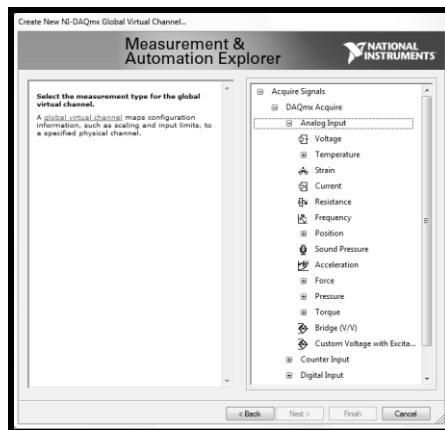 Create New NI-DAQmx Global Virtual Channel...
Measurement &
Automation Explorer
NATIONAL
INSTRUMENTS
Select the measurement type for the global
virtual channel.
A global virtual channel maps configuration
information, such as scaling and input limits, to
a specified physical channel.
Acquire Signals
DAQmx Acquire
Analog Input
Voltage
Temperature
Strain
Current
Resistance
Frequency
Position
Sound Pressure
Acceleration
Force
Pressure
Torque
Bridge (V/V)
Custom Voltage with Excita...
Counter Input
Digital Input
< Back Next > Finish Cancel